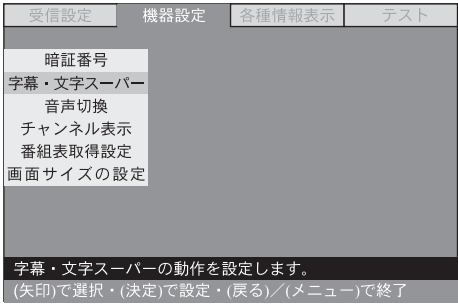 受信設定 機器設定 各種情報表示 テスト
暗証番号
字幕・文字スーパー
音声切換
チャンネル表示
番組表取得設定
画面サイズの設定
字幕・文字スーパーの動作を設定します。
(矢印)で選択・(決定)で設定・(戻る)／(メニュー)で終了